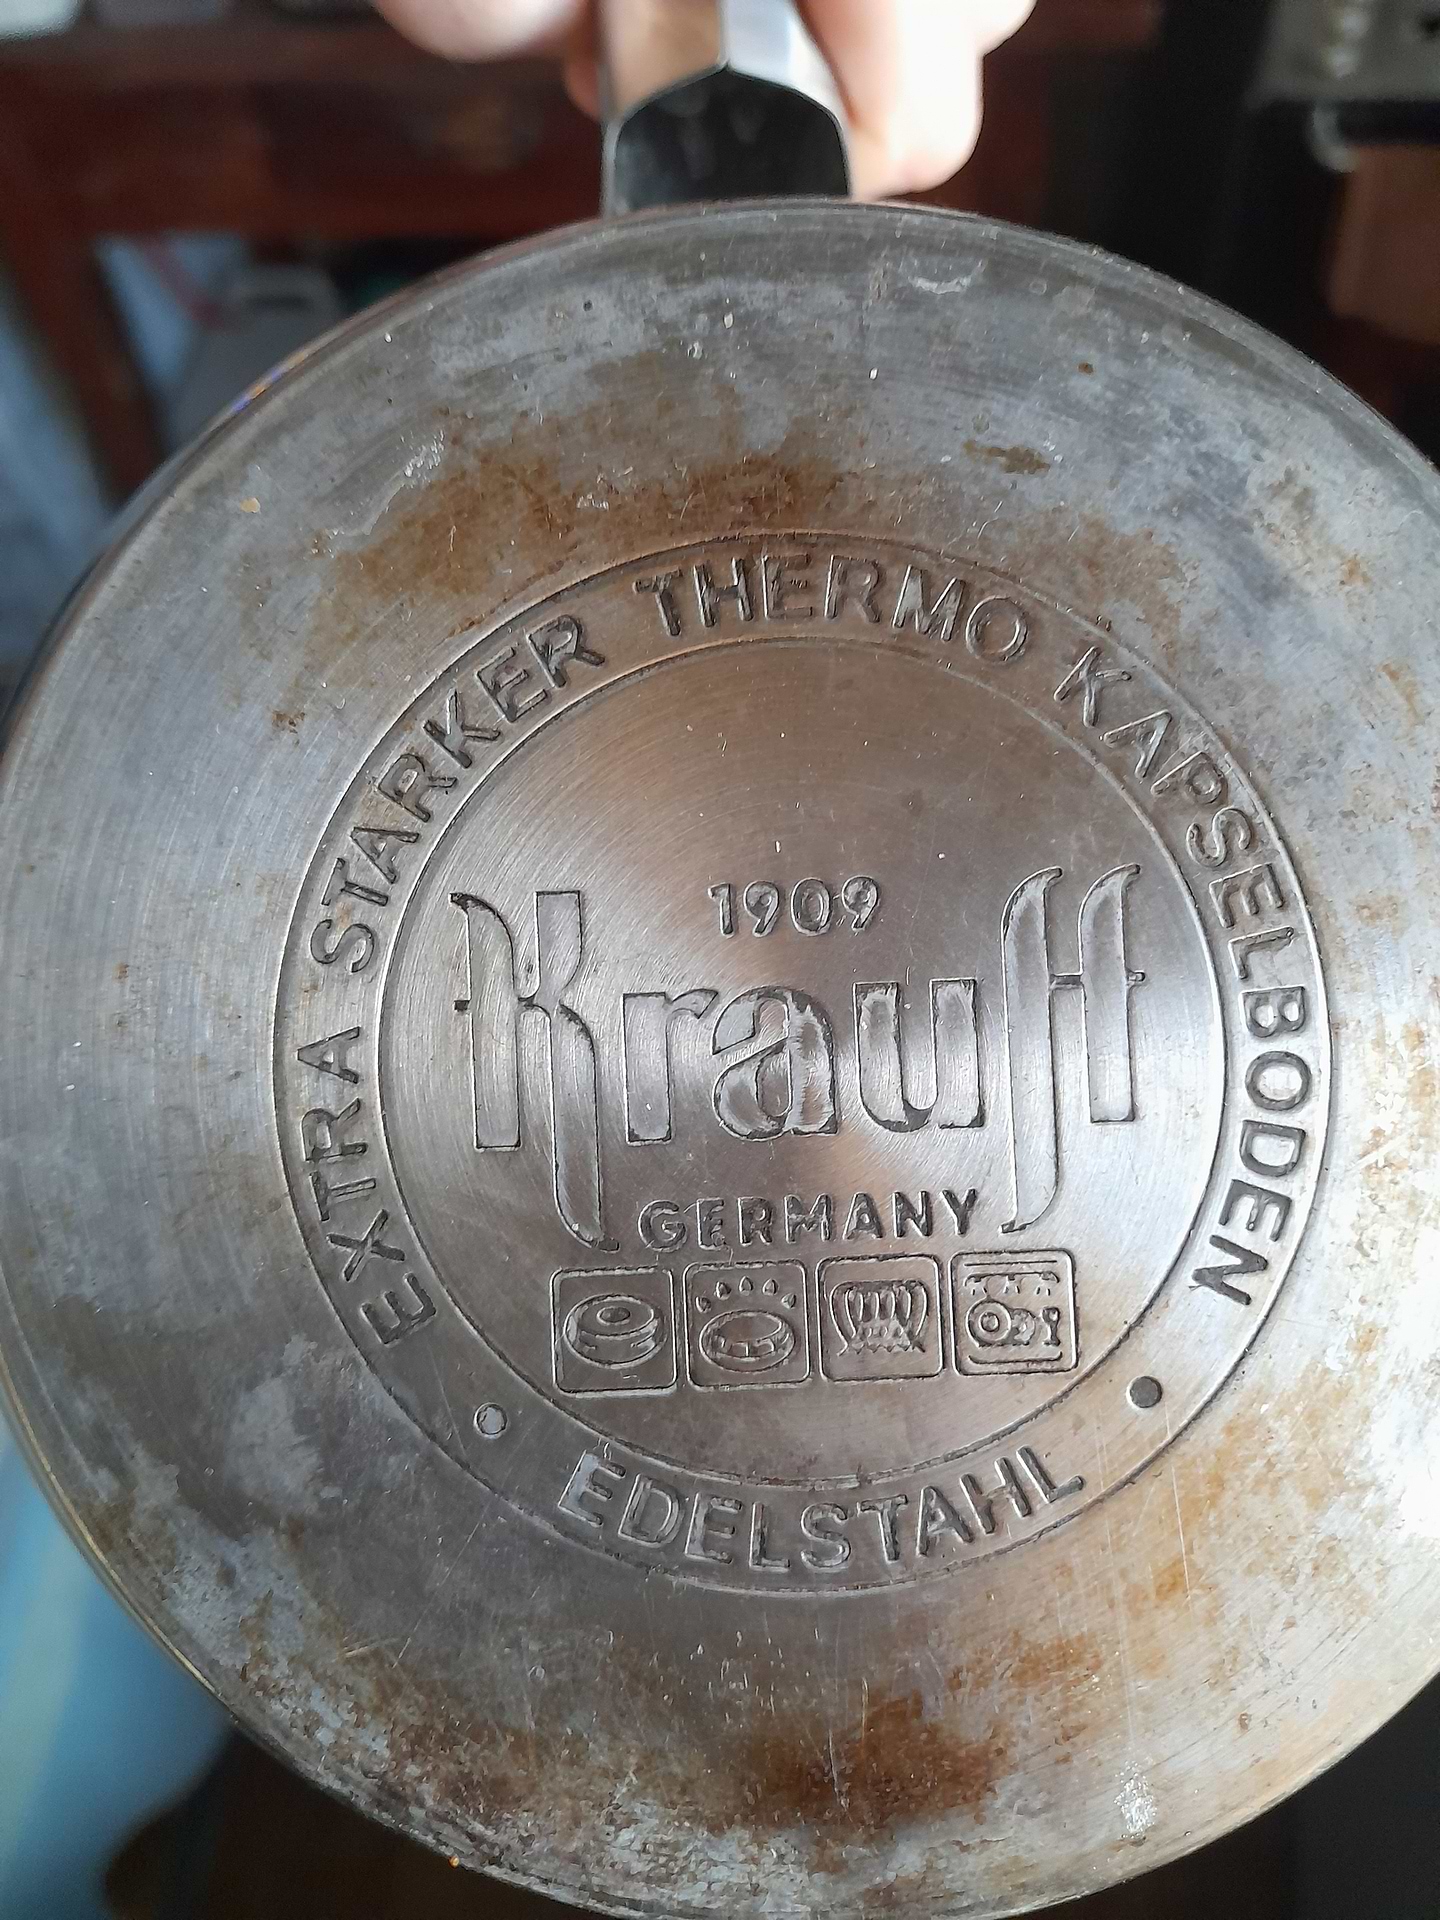 EXTRA STARKER THERMO KAPSELBODEN
1909
Krauff
GERMANY
• EDELSTAHL •